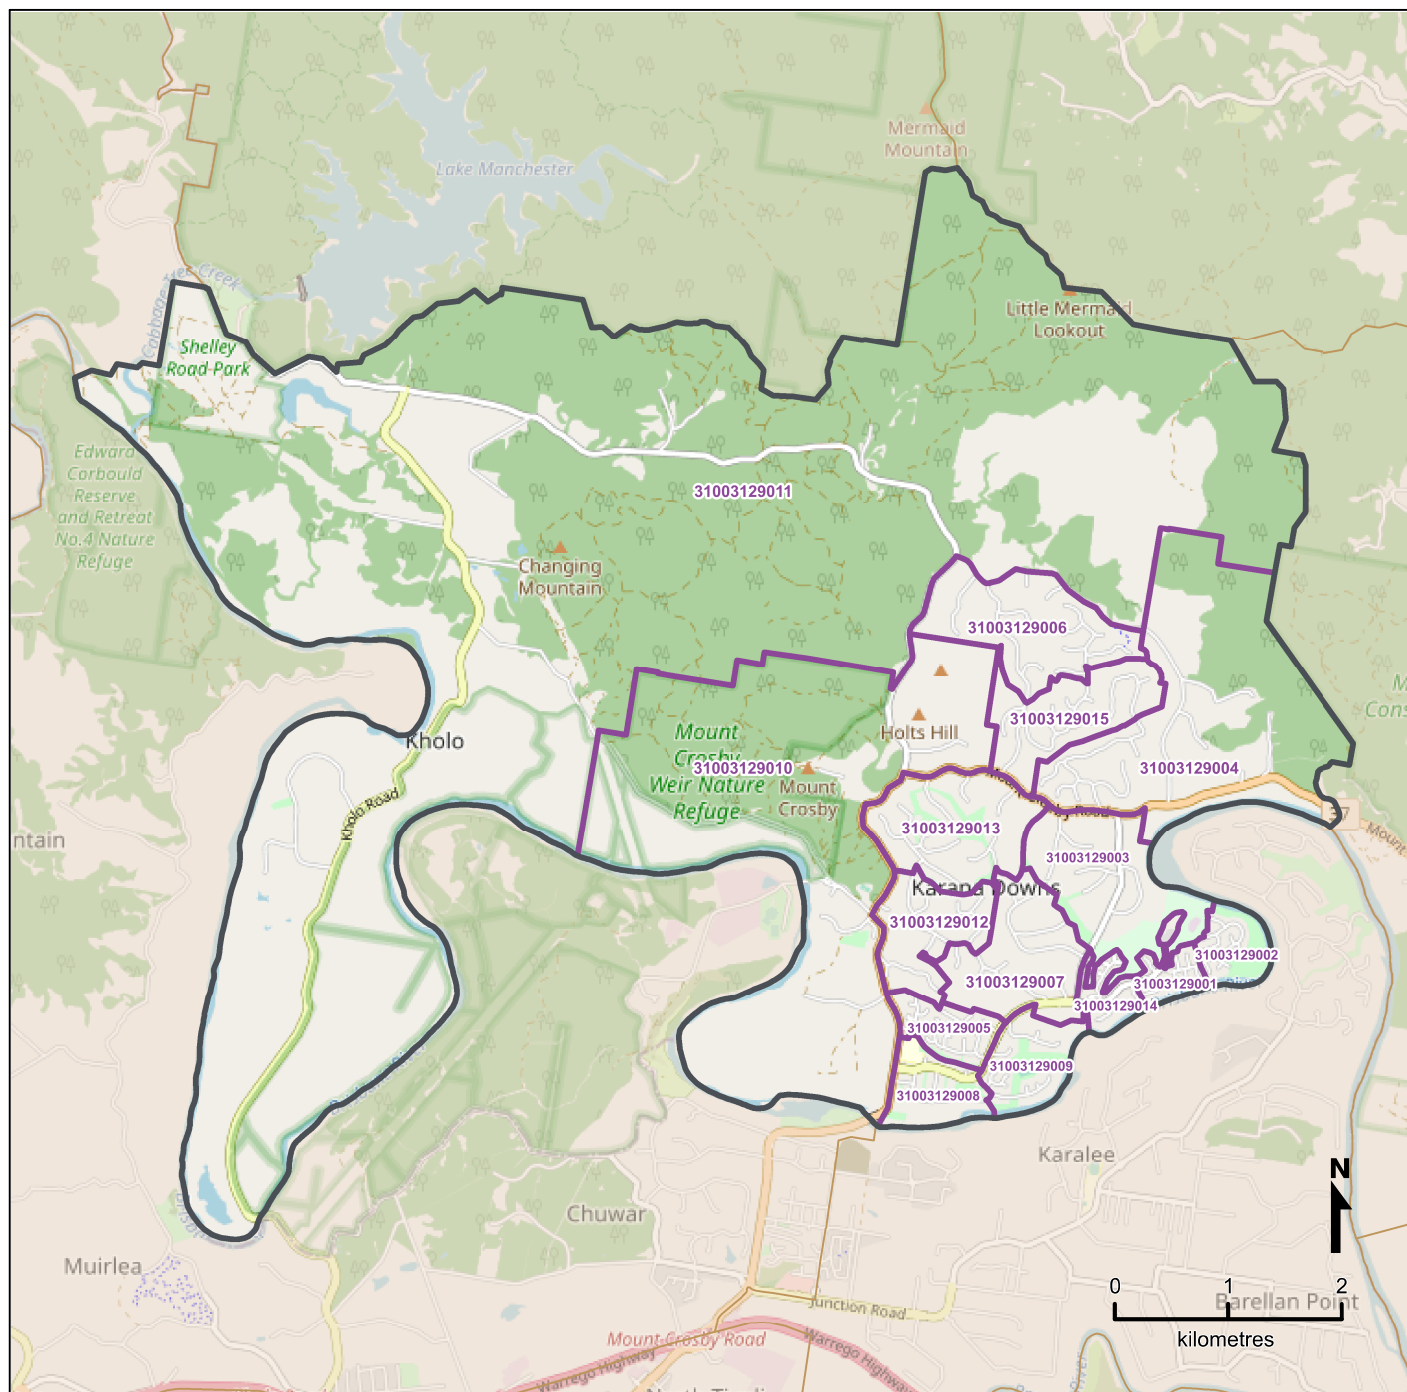 Mermaid
Mountain
Lake Manchester
Little Mermaid
Lookout
Shelley
Road Park
Edward
Corbould
Reserve
and Retreat
No.4 Nature
Refuge
31003129011
Changing
Mountain
31003129006
31003129015
Holts Hill
Kholo
Mount
Crosby
Weir Nature
Refuge
31003129010
Mount
Crosby
31003129004
Kholo Road
37
31003129013
31003129003
Karana Downs
31003129012
31003129002
31003129007
31003129001
31003129014
31003129005
31003129009
31003129008
Karalee
N
Chuwar
Muirlea
0 1 2
kilometres
Barellan Point
Junction Road
Mount Crosby Road
Warrego Highway
Warrego Highway